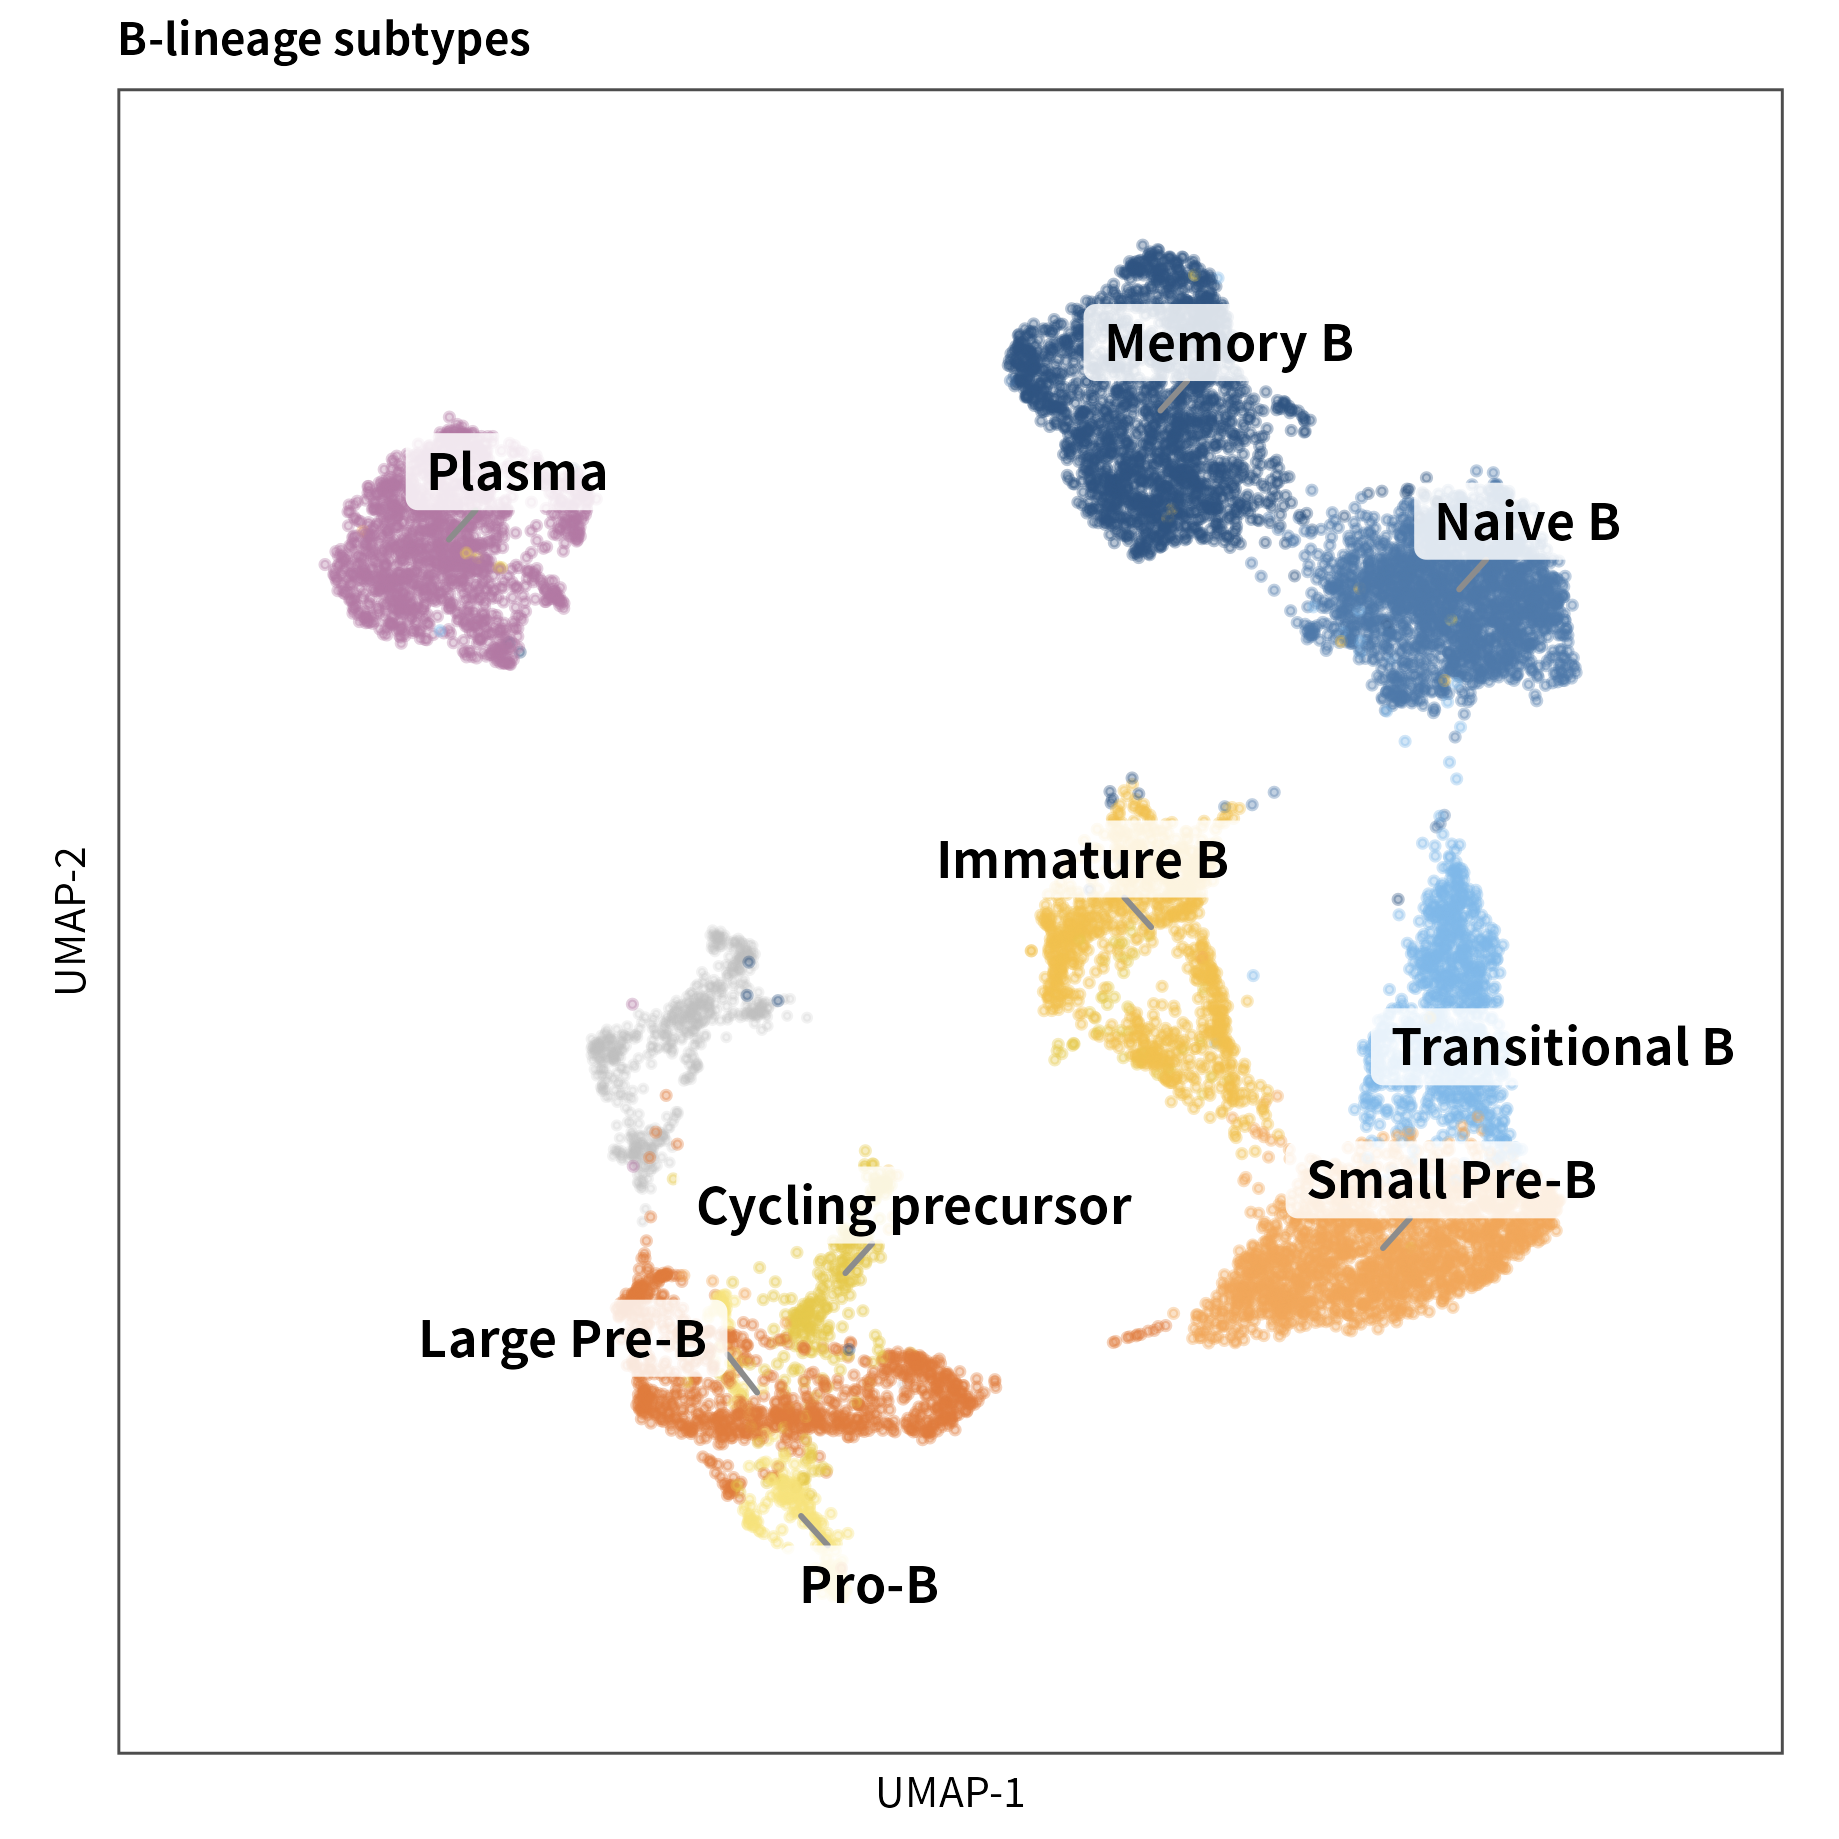 B-lineage subtypes
Memory B
Plasma
Naive B
Immature B
Transitional B
Small Pre-B
Cycling precursor
Large Pre-B
Pro-B
UMAP-2
UMAP-1